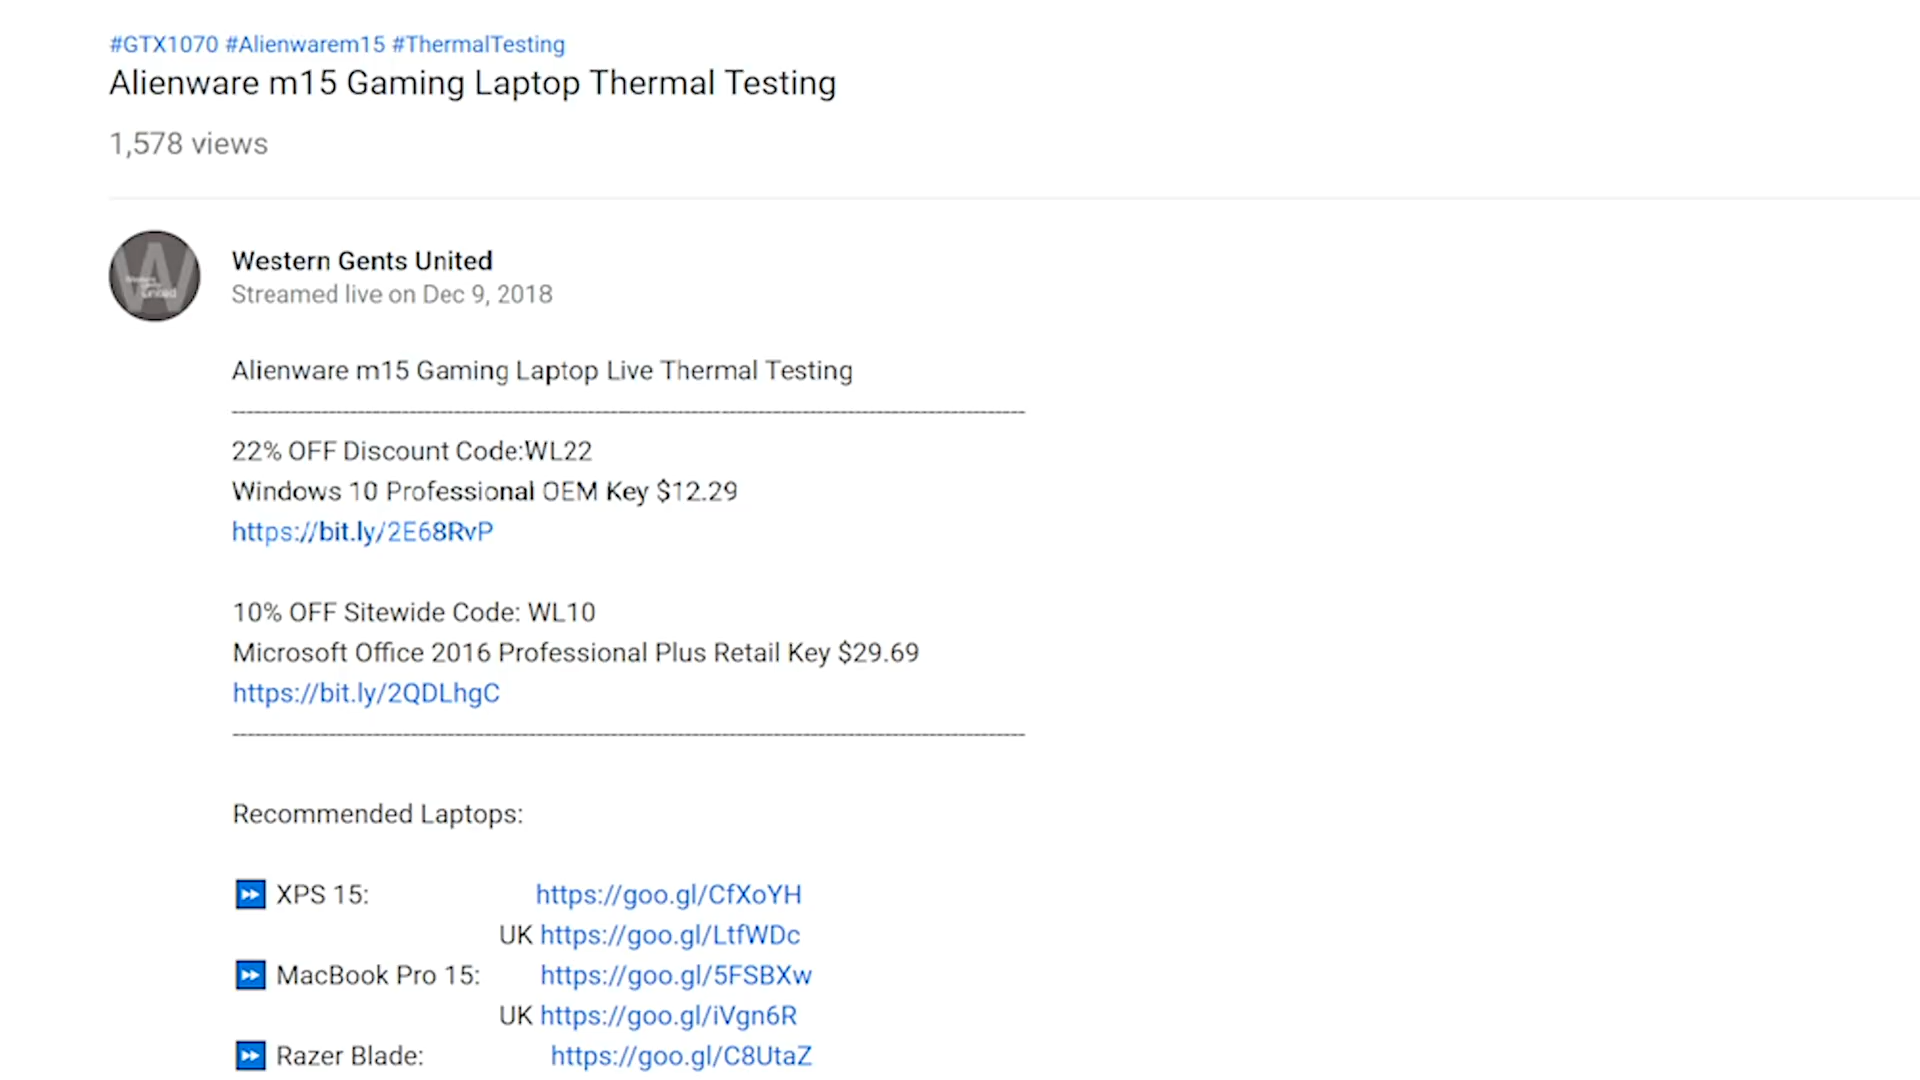 #GTX1070 #Alienwarem15 #ThermalTesting
Alienware m15 Gaming Laptop Thermal Testing
1,578 views
Western Gents United
Streamed live on Dec 9, 2018
Alienware m15 Gaming Laptop Live Thermal Testing
22% OFF Discount Code:WL22
Windows 10 Professional OEM Key $12.29
https://bit.ly/2E68RvP
10% OFF Sitewide Code: WL10
Microsoft Office 2016 Professional Plus Retail Key $29.69
https://bit.ly/2QDLhgC
Recommended Laptops:
XPS 15: https://goo.gl/CfXoYH
UK https://goo.gl/LtfWDc
MacBook Pro 15: https://goo.gl/5FSBXw
UK https://goo.gl/iVgn6R
Razer Blade: https://goo.gl/C8UtaZ